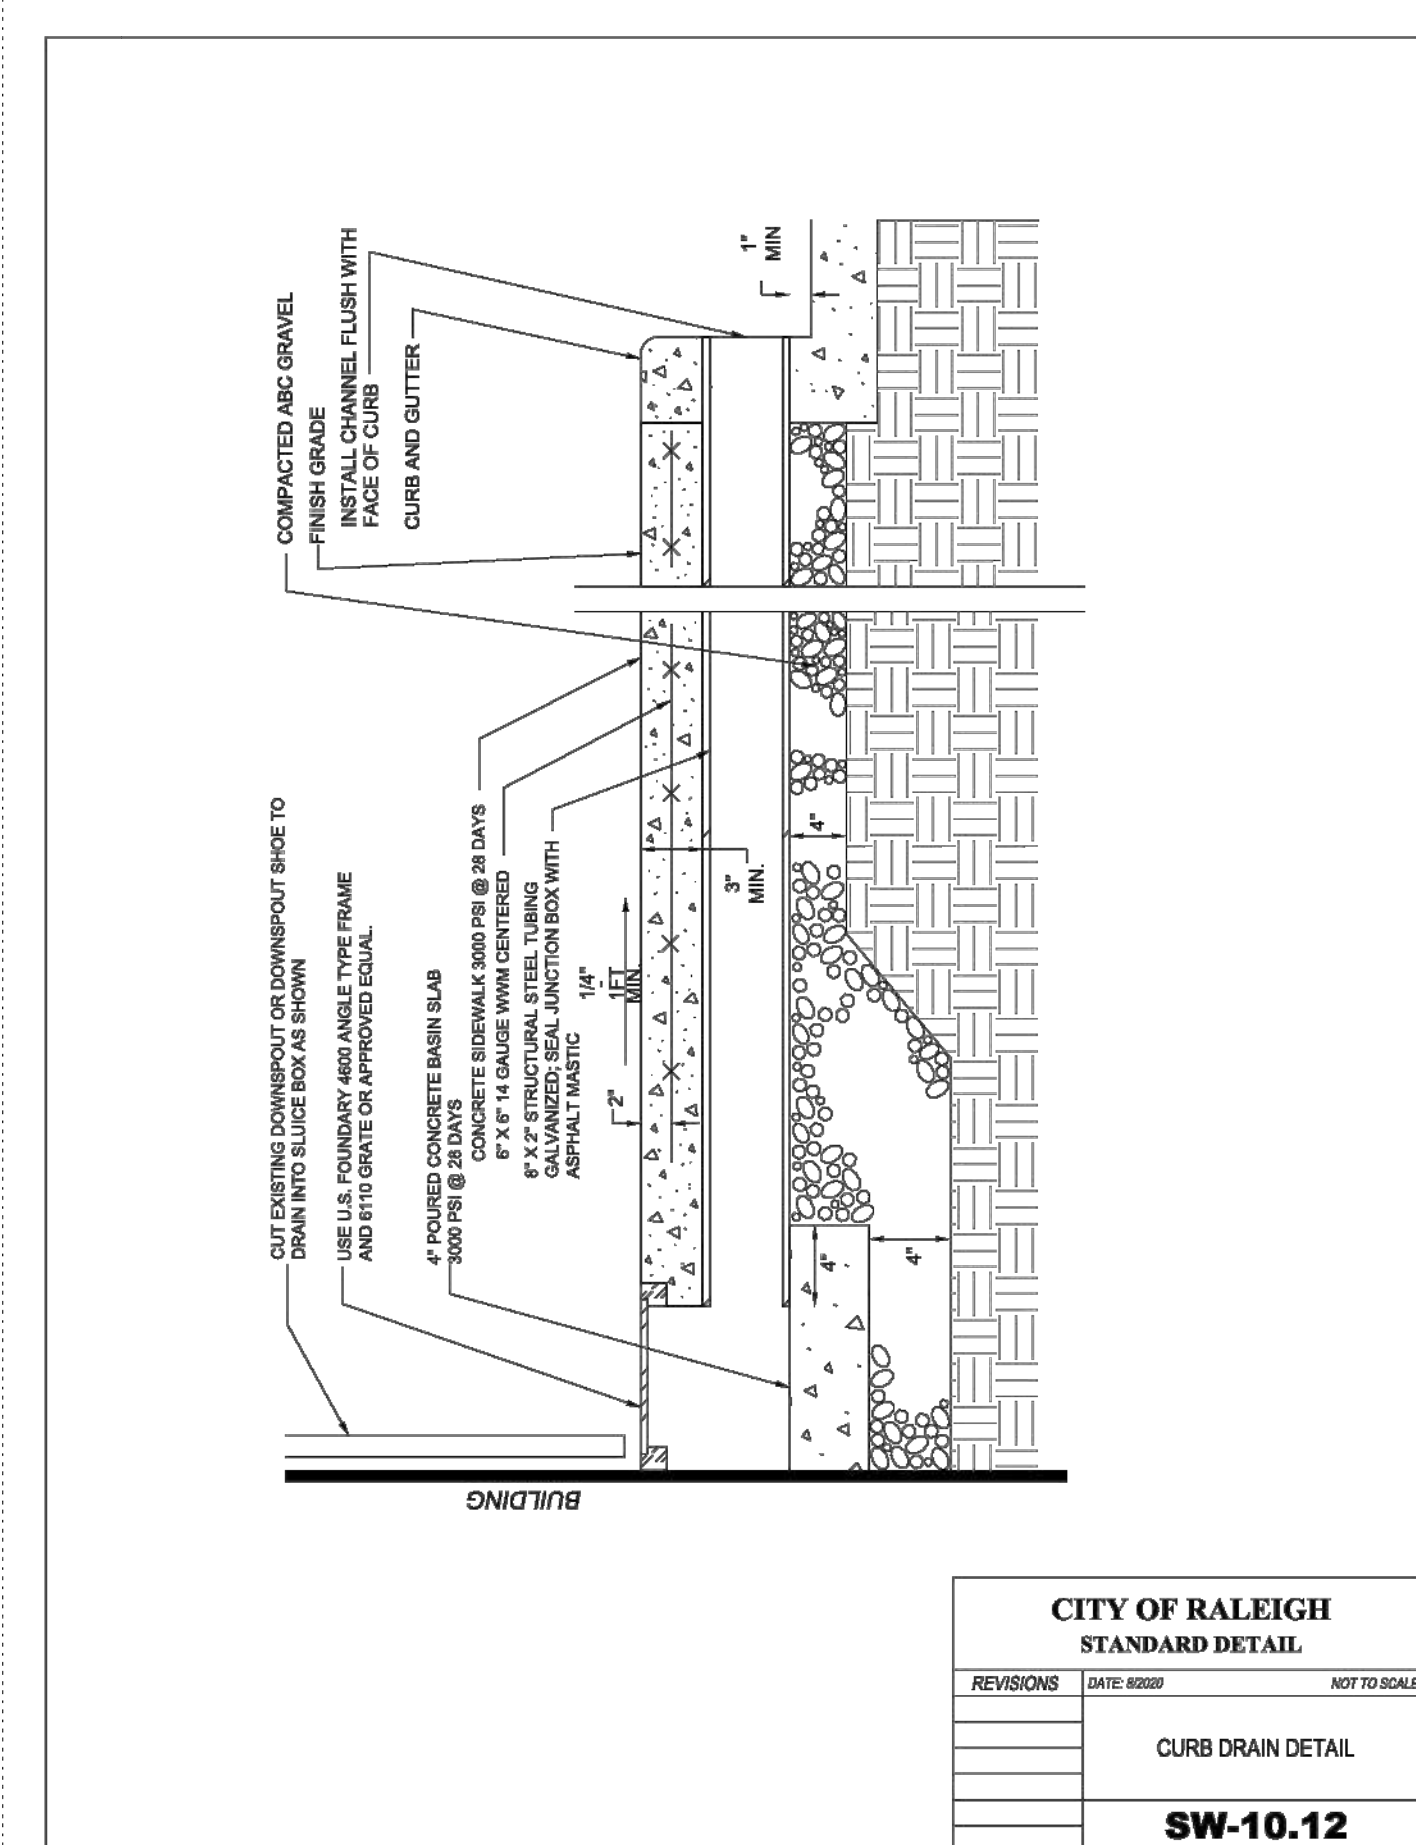 COMPACTED ABC GRAVEL
FINISH GRADE
INSTALL CHANNEL FLUSH WITH
FACE OF CURB
CURB AND GUTTER
1"
MIN
CUT EXISTING DOWNSPOUT OR DOWNSPOUT SHOE TO
DRAIN INTO SLUICE BOX AS SHOWN
USE U.S. FOUNDARY 4600 ANGLE TYPE FRAME
AND 6110 GRATE OR APPROVED EQUAL.
4" POURED CONCRETE BASIN SLAB
3000 PSI @ 28 DAYS
CONCRETE SIDEWALK 3000 PSI @ 28 DAYS
6" X 6" 14 GAUGE WWM CENTERED
8" X 2" STRUCTURAL STEEL TUBING
GALVANIZED; SEAL JUNCTION BOX WITH
ASPHALT MASTIC
1/4"
1FT
MIN.
2"
3"
MIN.
4"
4"
4"
BUILDING
CITY OF RALEIGH
STANDARD DETAIL
REVISIONS
DATE: 8/2020
NOT TO SCALE
CURB DRAIN DETAIL
SW-10.12